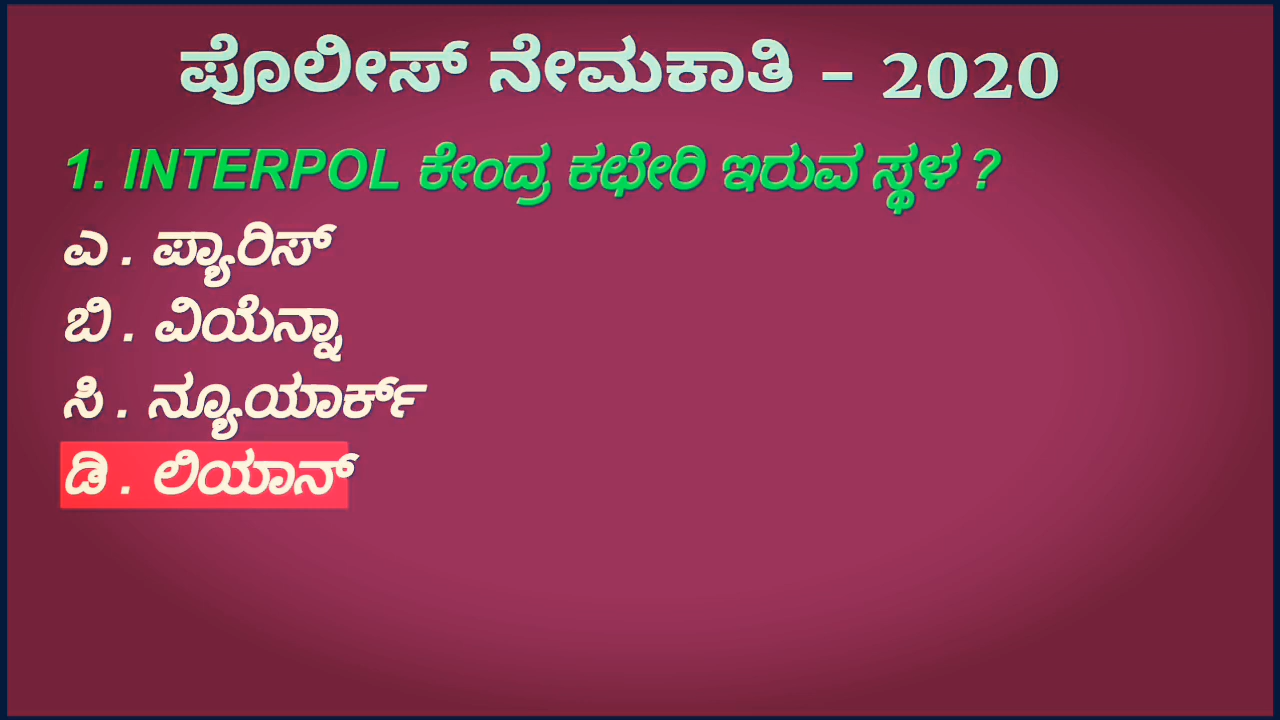 ಪೊಲೀಸ್ ನೇಮಕಾತಿ – 2020
1. INTERPOL ಕೇಂದ್ರ ಕಛೇರಿ ಇರುವ ಸ್ಥಳ ?
ಎ . ಪ್ಯಾರಿಸ್
ಬಿ . ವಿಯೆನ್ನಾ
ಸಿ . ನ್ಯೂಯಾರ್ಕ್
ಡಿ . ಲಿಯಾನ್